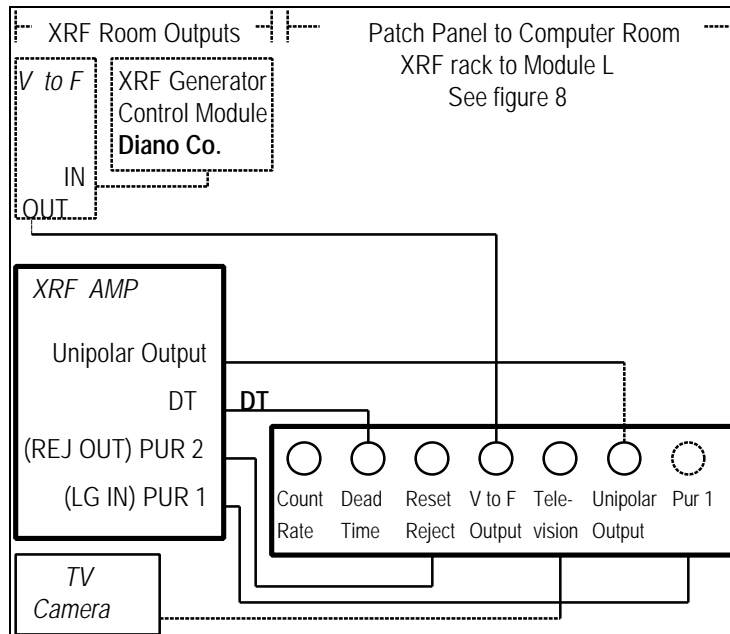 XRF Room Outputs
Patch Panel to Computer Room
XRF rack to Module L
See figure 8
V to F
IN
OUT
XRF Generator
Control Module
Diano Co.
XRF AMP
Unipolar Output
DT
DT
(REJ OUT) PUR 2
(LG IN) PUR 1
Count
Rate
Dead
Time
Reset
Reject
V to F
Output
Tele-
vision
Unipolar
Output
Pur 1
TV
Camera